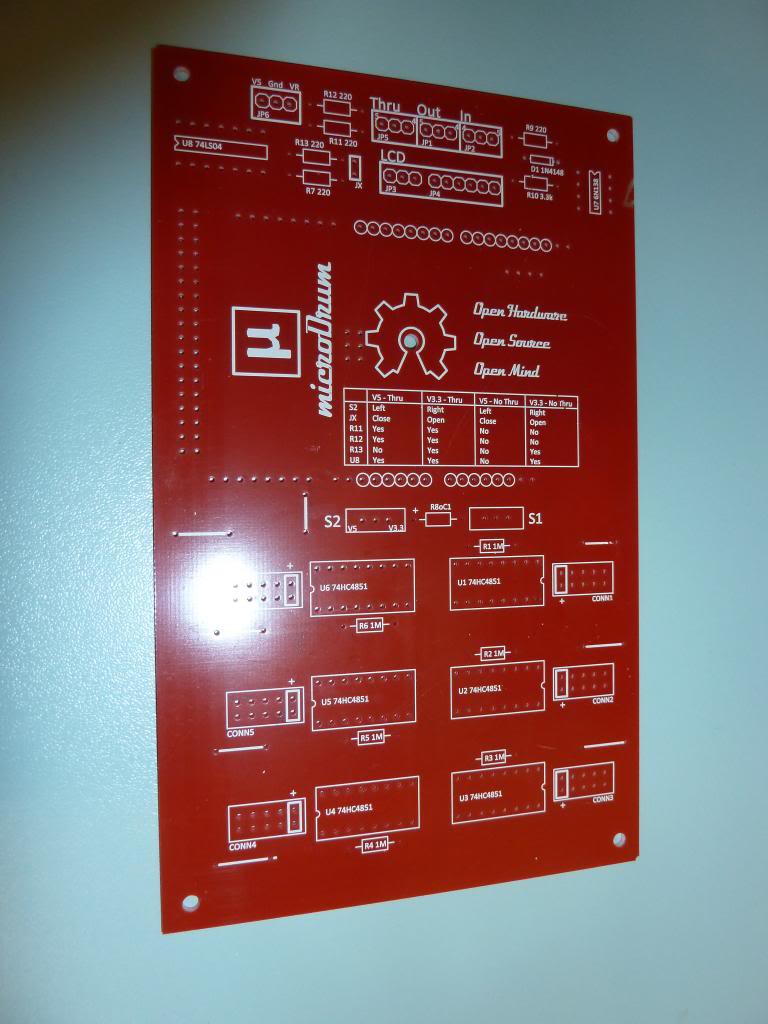 V5 Gnd VR
JP6
R12 220
R11 220
Thru Out In
JP5 JP1 JP2
R9 220
U8 74LS04
R13 220
R7 220
JX
LCD
JP3 JP4
D1 1N4148
R10 3.3k
U7 6N138
µ
microDrum
Open Hardware
Open Source
Open Mind
V5 - Thru V3.3 - Thru V5 - No Thru V3.3 - No Thru
S2 Left Right Left Right
JX Close Open Close Open
R11 Yes Yes No No
R12 Yes Yes No No
R13 No Yes No Yes
U8 Yes Yes No Yes
S2 V5 V3.3
+ R8oC1
S1
R1 1M
+ U6 74HC4851
U1 74HC4851
+ CONN1
R6 1M
R2 1M
+ U5 74HC4851
U2 74HC4851
+ CONN2
CONN5
R5 1M
R3 1M
+ U4 74HC4851
U3 74HC4851
+ CONN3
CONN4
R4 1M